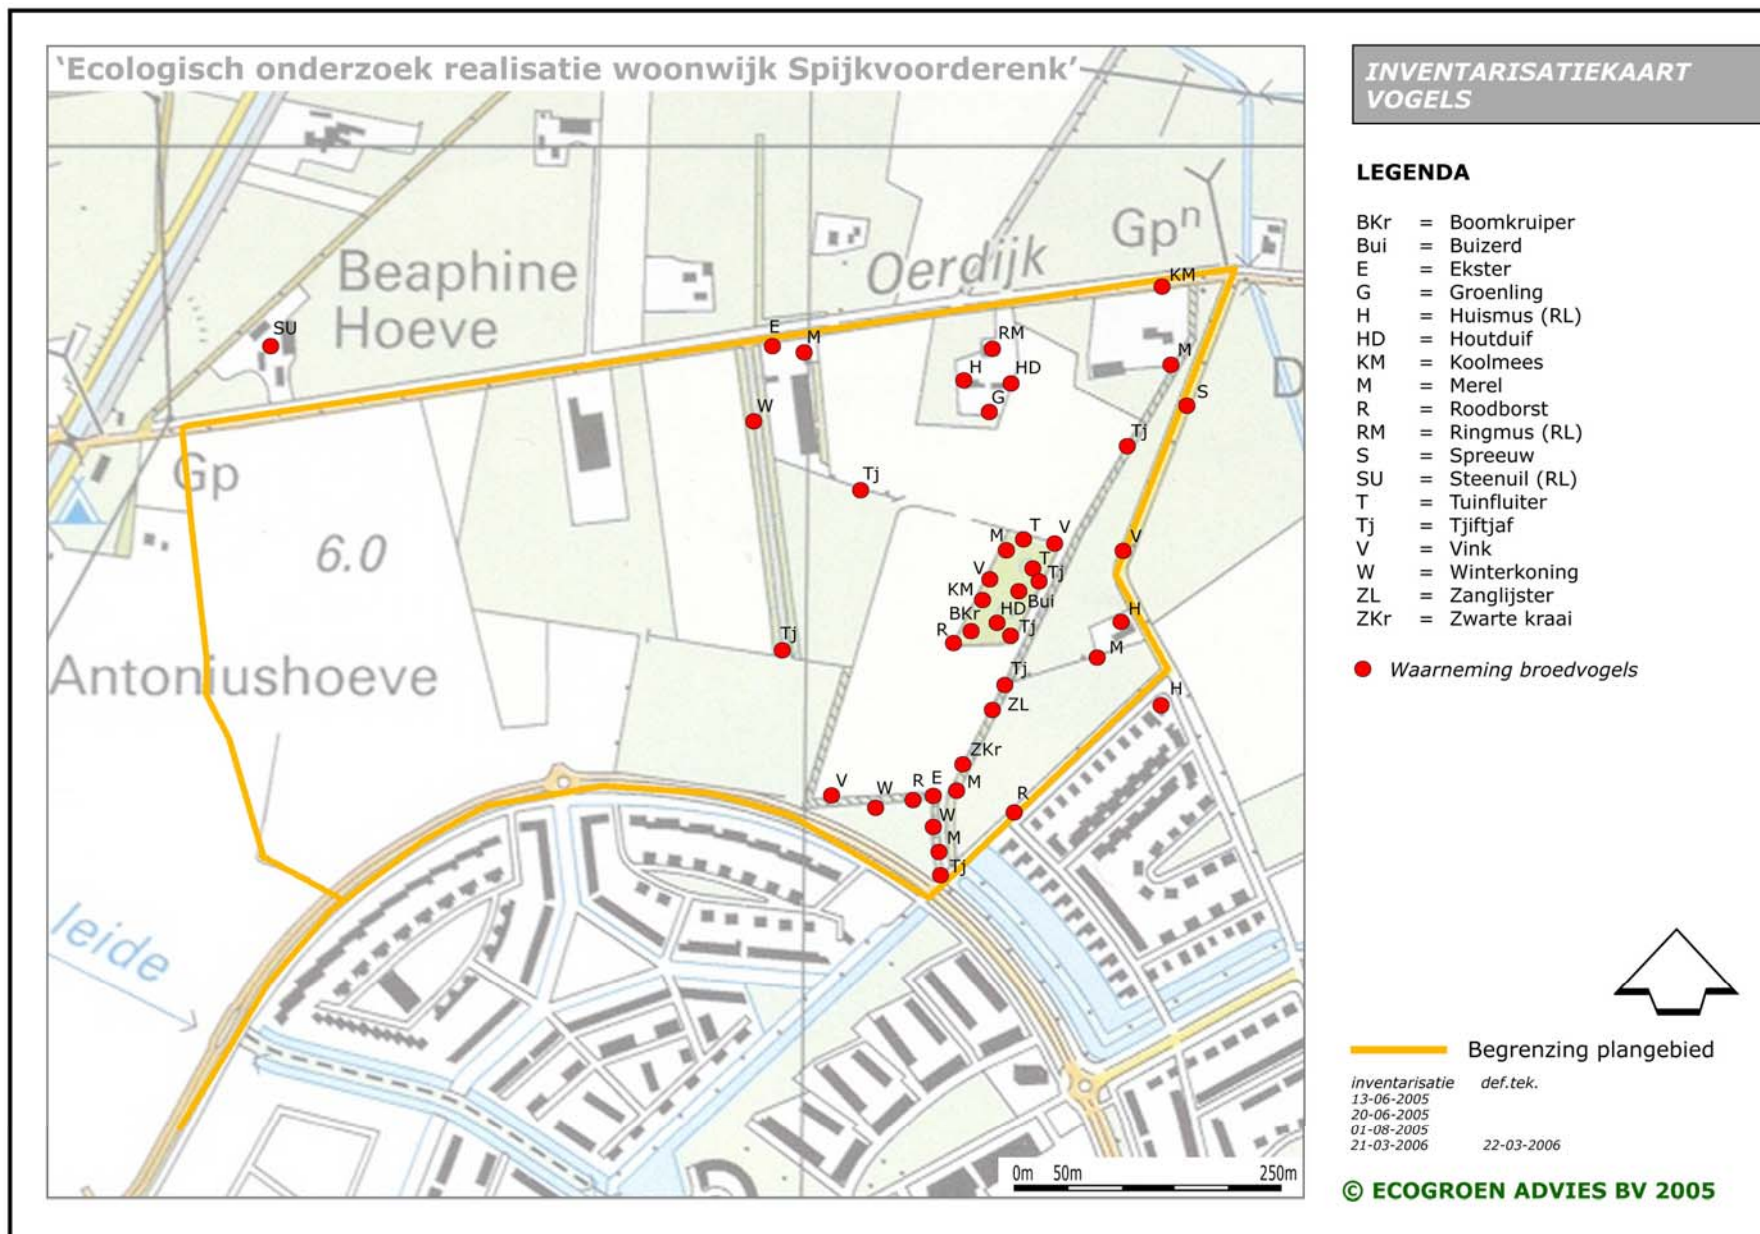 ‘Ecologisch onderzoek realisatie woonwijk Spijkvoorderenk’
INVENTARISATIEKAART
VOGELS
LEGENDA
BKr = Boomkruiper
Bui = Buizerd
E = Ekster
G = Groenling
H = Huismus (RL)
HD = Houtduif
KM = Koolmees
M = Merel
R = Roodborst
RM = Ringmus (RL)
S = Spreeuw
SU = Steenuil (RL)
T = Tuinfluiter
Tj = Tjiftjaf
V = Vink
W = Winterkoning
ZL = Zanglijster
ZKr = Zwarte kraai
Waarneming broedvogels
Begrenzing plangebied
inventarisatie def.tek.
13-06-2005
20-06-2005
01-08-2005
21-03-2006 22-03-2006
© ECOGROEN ADVIES BV 2005
Gpn
Oerdijk
Beaphine
Hoeve
KM
SU
E
M
RM
M
H
HD
D
S
G
W
Tj
Gp
Tj
6.0
T
V
M
V
T
V
Tj
KM
Bui
BKr
HD
H
R
Tj
Tj
M
Antoniushoeve
Tj
H
ZL
ZKr
V
W
R
E
M
R
W
M
Tj
leide
0m 50m 250m